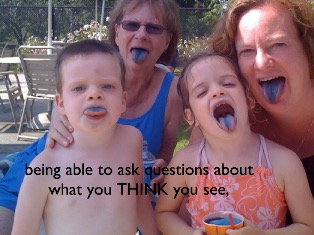 being able to ask questions about
what you THINK you see,